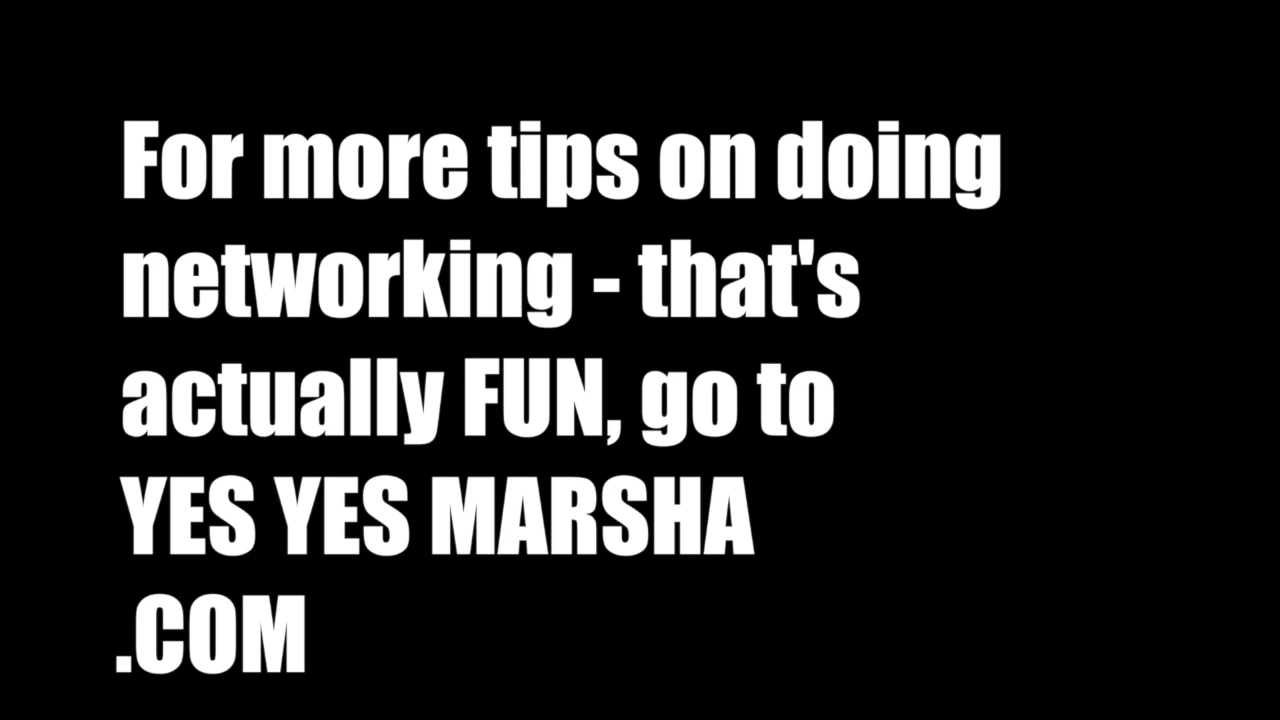 For more tips on doing
networking - that's
actually FUN, go to
YES YES MARSHA
.COM